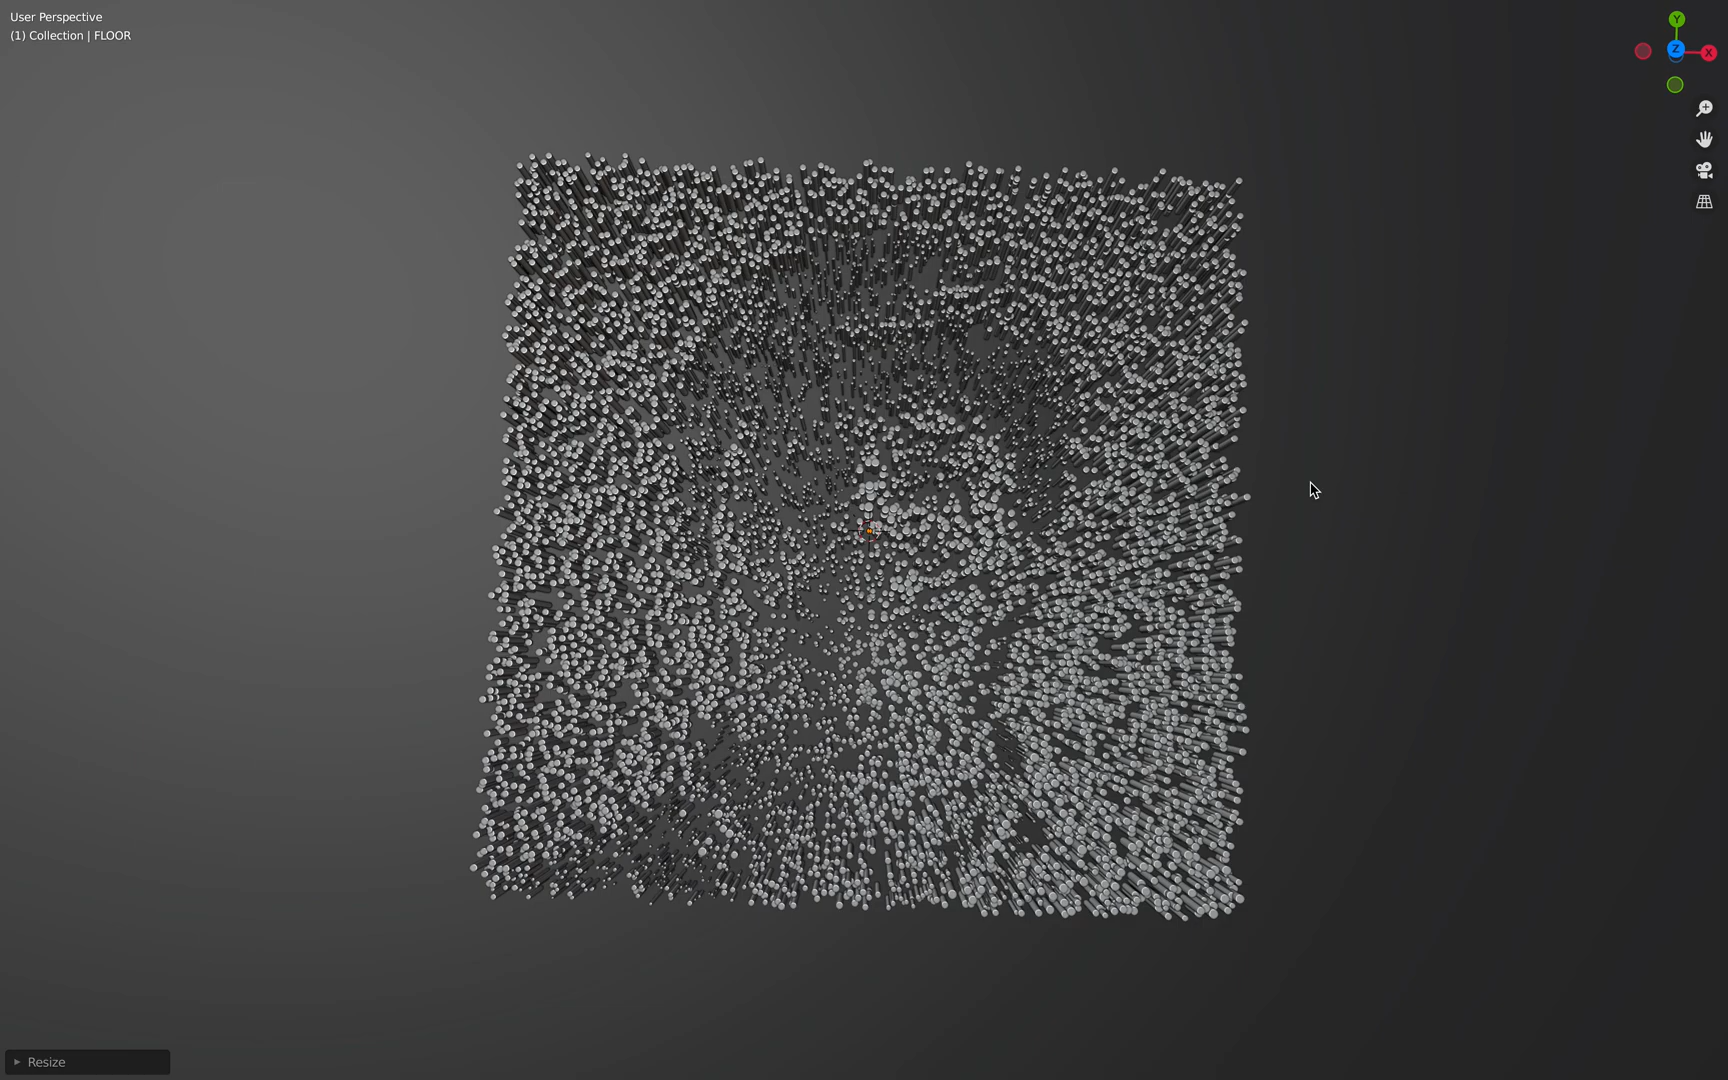 User Perspective
(1) Collection | FLOOR
Y
Z
X
Resize